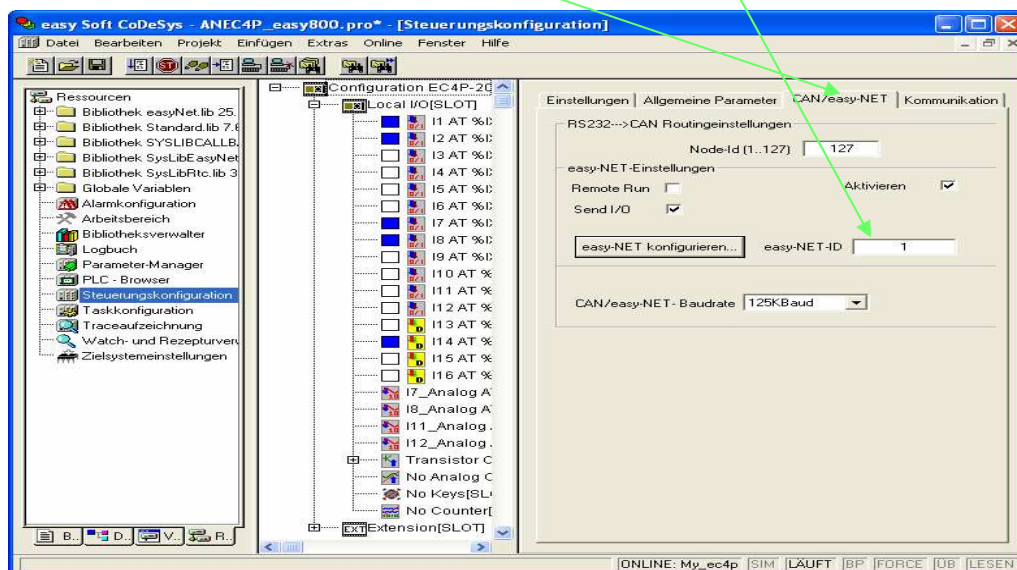 easy Soft CoDeSys - ANEC4P_easy800.pro* - [Steuerungskonfiguration]
Datei Bearbeiten Projekt Einfügen Extras Online Fenster Hilfe
Ressourcen
Bibliothek easyNet.lib 25.
Bibliothek Standard.lib 7.6
Bibliothek SYSLIBCALLB
Bibliothek SysLibEasyNet
Bibliothek SysLibRtc.lib 3
Globale Variablen
Alarmkonfiguration
Arbeitsbereich
Bibliotheksverwalter
Logbuch
Parameter-Manager
PLC - Browser
Steuerungskonfiguration
Taskkonfiguration
Traceaufzeichnung
Watch- und Rezepturverw
Zielsystemeinstellungen
B.. D.. V.. R..
Configuration EC4P-20
Local I/O[SLOT]
I1 AT %I
I2 AT %I
I3 AT %I
I4 AT %I
I5 AT %I
I6 AT %I
I7 AT %I
I8 AT %I
I9 AT %I
I10 AT %
I11 AT %
I12 AT %
I13 AT %
I14 AT %
I15 AT %
I16 AT %
I7_Analog A
I8_Analog A
I11_Analog .
I12_Analog .
Transistor O
No Analog O
No Keys[SL
No Counter[
EXT Extension[SLOT]
Einstellungen Allgemeine Parameter CAN/easy-NET Kommunikation
RS232--->CAN Routingeinstellungen
Node-Id (1..127) 127
easy-NET-Einstellungen
Remote Run Aktivieren
Send I/O
easy-NET konfigurieren... easy-NET-ID 1
CAN/easy-NET- Baudrate 125KBaud
ONLINE: My_ec4p SIM LÄUFT BP FORCE ÜB LESEN